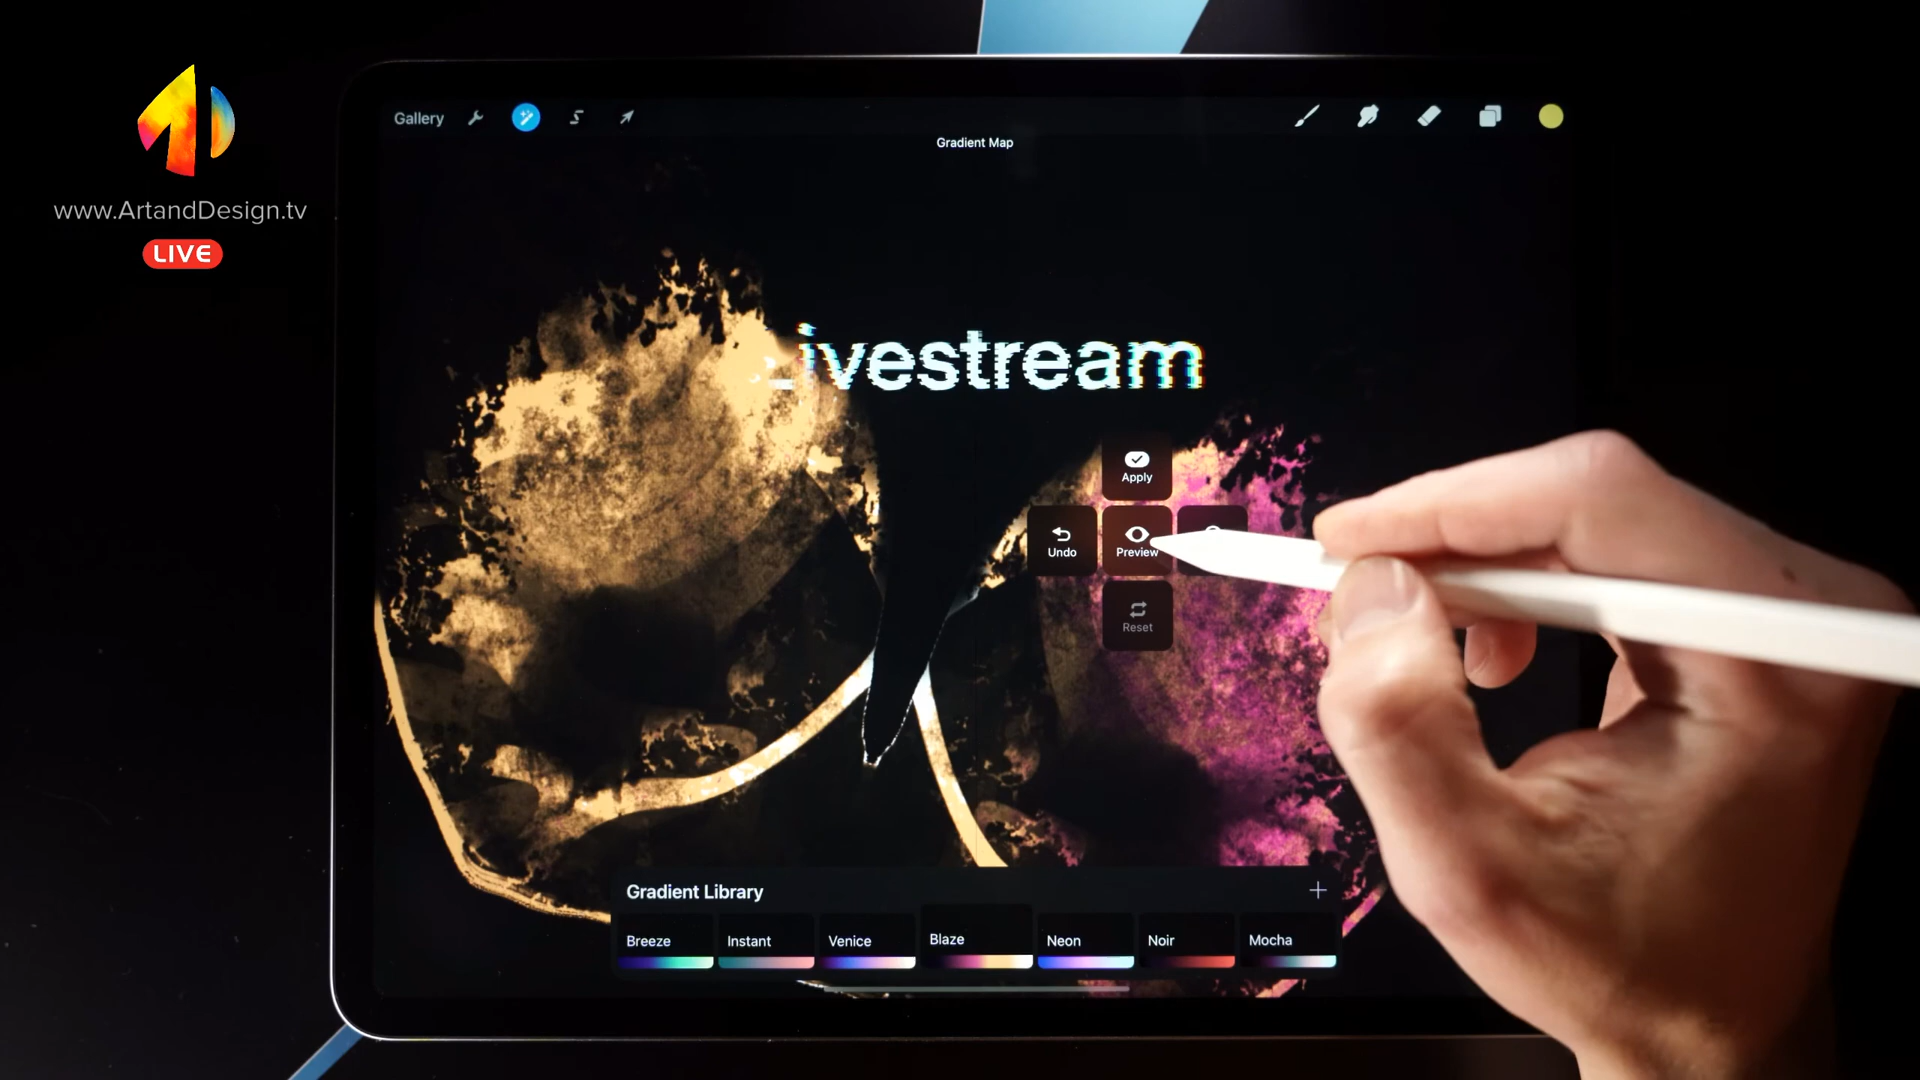 Gallery
Gradient Map
www.ArtandDesign.tv
LIVE
ivestream
Apply
Undo
Preview
Reset
Gradient Library
Breeze
Instant
Venice
Blaze
Neon
Noir
Mocha